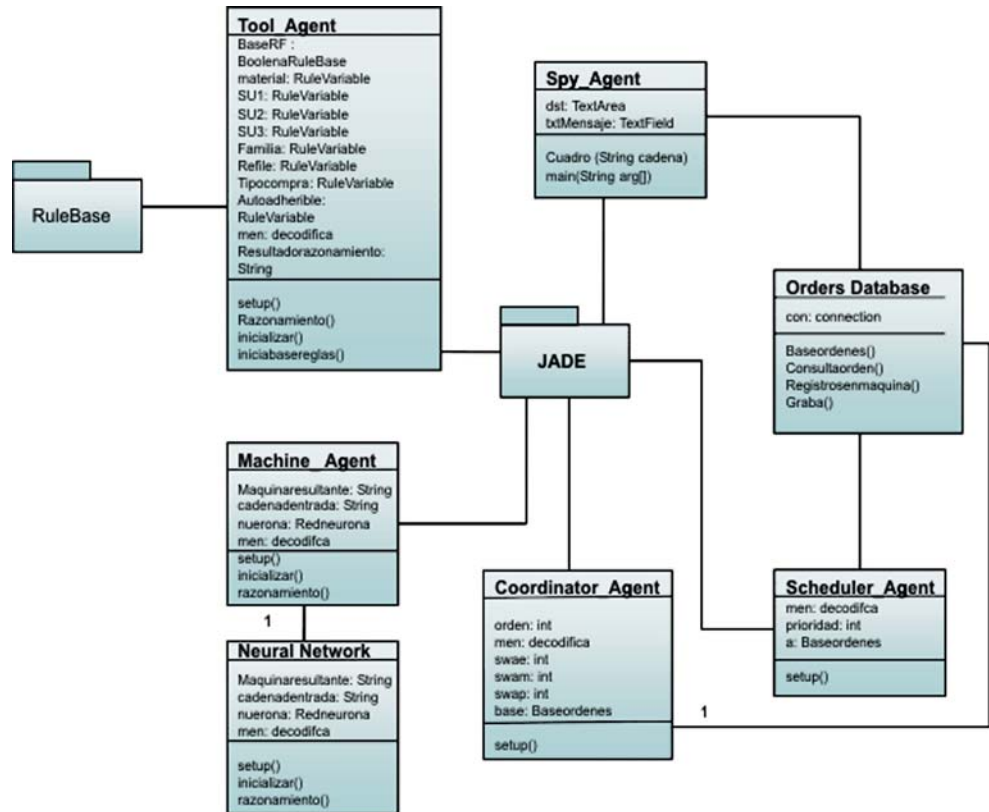 Tool_Agent
BaseRF :
BoolenaRuleBase
material: RuleVariable
SU1: RuleVariable
SU2: RuleVariable
SU3: RuleVariable
Familia: RuleVariable
Refile: RuleVariable
Tipocompra: RuleVariable
Autoadherible:
RuleVariable
men: decodifica
Resultadorazonamiento:
String
setup()
Razonamiento()
inicializar()
iniciabasereglas()
RuleBase
Spy_Agent
dst: TextArea
txtMensaje: TextField
Cuadro (String cadena)
main(String arg[])
Orders Database
con: connection
Baseordenes()
Consultaorden()
Registrosenmaquina()
Graba()
JADE
Machine_Agent
Maquinaresultante: String
cadenadentrada: String
nuerona: Redneurona
men: decodifca
setup()
inicializar()
razonamiento()
1
Neural Network
Maquinaresultante: String
cadenadentrada: String
nuerona: Redneurona
men: decodifca
setup()
inicializar()
razonamiento()
Coordinator_Agent
orden: int
men: decodifica
swae: int
swam: int
swap: int
base: Baseordenes
setup()
1
Scheduler_Agent
men: decodifca
prioridad: int
a: Baseordenes
setup()